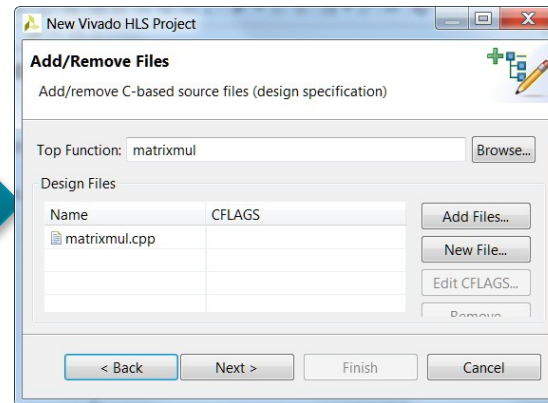 New Vivado HLS Project
Add/Remove Files
Add/remove C-based source files (design specification)
Top Function: matrixmul Browse...
Design Files
Name CFLAGS Add Files...
matrixmul.cpp
New File...
Edit CFLAGS...
Remove
< Back Next > Finish Cancel